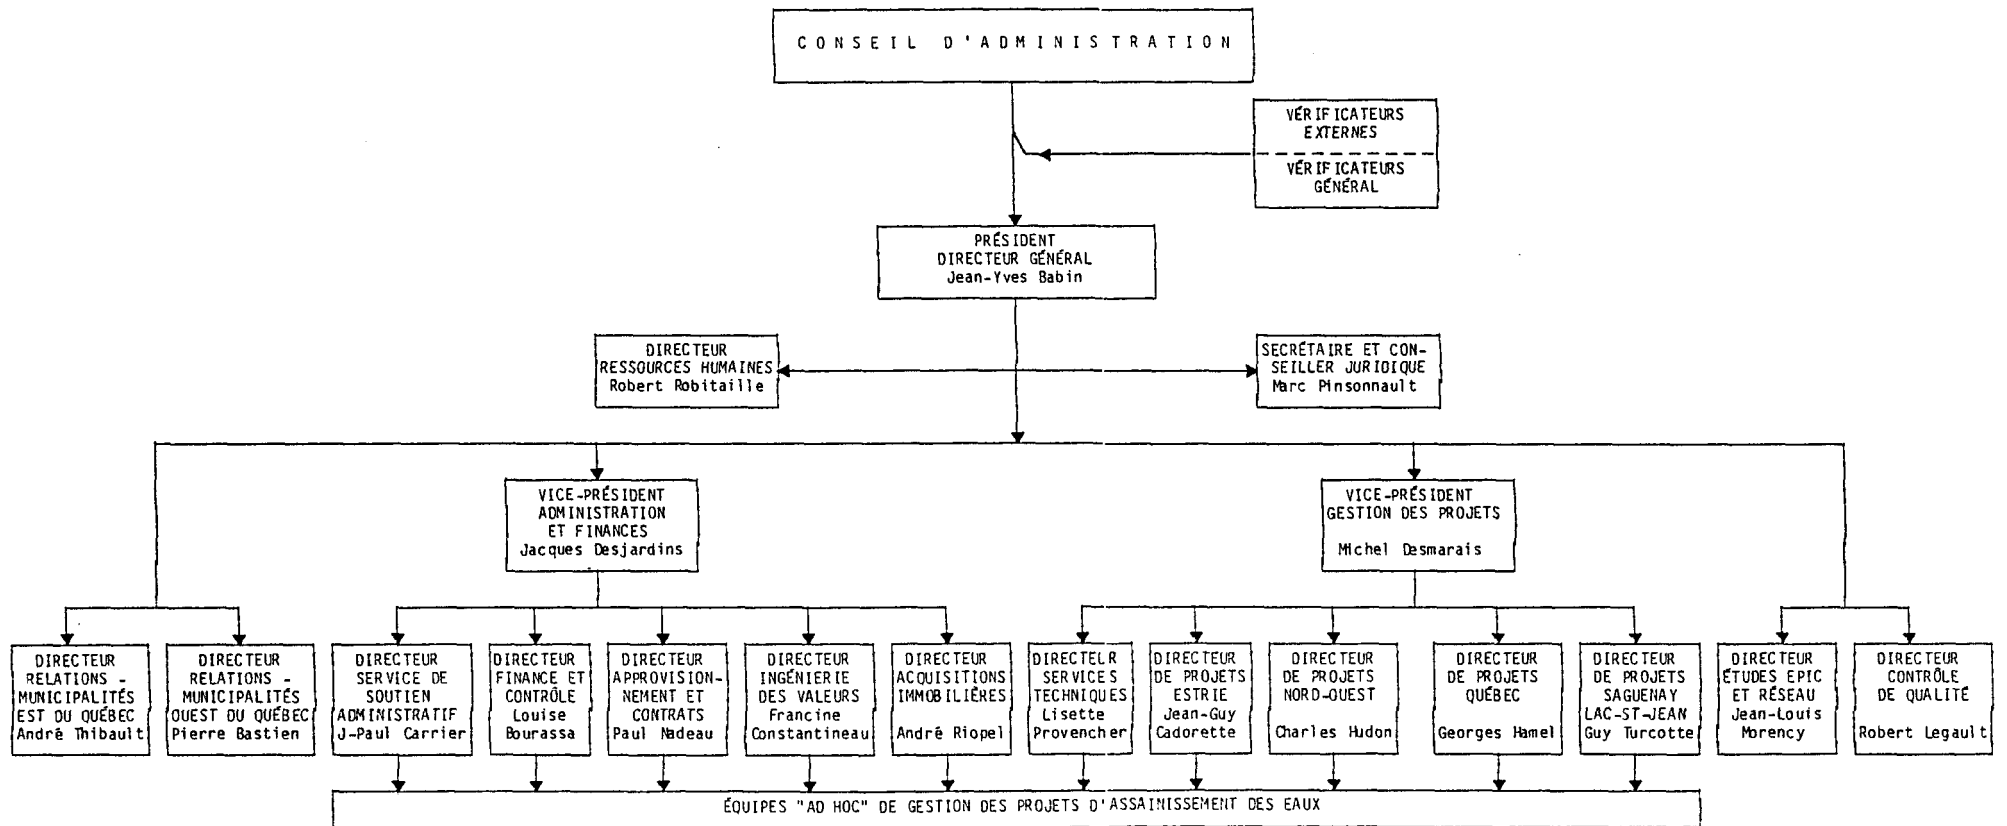 CONSEIL D'ADMINISTRATION
VÉRIFICATEURS
EXTERNES
VÉRIFICATEURS
GÉNÉRAL
PRÉSIDENT
DIRECTEUR GÉNÉRAL
Jean-Yves Babin
DIRECTEUR
RESSOURCES HUMAINES
Robert Robitaille
SECRÉTAIRE ET CON-
SEILLER JURIDIQUE
Marc Pinsonnault
VICE-PRÉSIDENT
ADMINISTRATION
ET FINANCES
Jacques Desjardins
VICE-PRÉSIDENT
GESTION DES PROJETS
Michel Desmarais
DIRECTEUR
RELATIONS -
MUNICIPALITÉS
EST DU QUÉBEC
André Thibault
DIRECTEUR
RELATIONS -
MUNICIPALITÉS
OUEST DU QUÉBEC
Pierre Bastien
DIRECTEUR
SERVICE DE
SOUTIEN
ADMINISTRATIF
J-Paul Carrier
DIRECTEUR
FINANCE ET
CONTRÔLE
Louise
Bourassa
DIRECTEUR
APPROVISION-
NEMENT ET
CONTRATS
Paul Nadeau
DIRECTEUR
INGÉNIERIE
DES VALEURS
Francine
Constantineau
DIRECTEUR
ACQUISITIONS
IMMOBILIÈRES
André Riopel
DIRECTEUR
SERVICES
TECHNIQUES
Lisette
Provencher
DIRECTEUR
DE PROJETS
ESTRIE
Jean-Guy
Cadorette
DIRECTEUR
DE PROJETS
NORD-OUEST
Charles Hudon
DIRECTEUR
DE PROJETS
QUÉBEC
Georges Hamel
DIRECTEUR
DE PROJETS
SAGUENAY
LAC-ST-JEAN
Guy Turcotte
DIRECTEUR
ÉTUDES EPIC
ET RÉSEAU
Jean-Louis
Morency
DIRECTEUR
CONTRÔLE
DE QUALITÉ
Robert Legault
ÉQUIPES "AD HOC" DE GESTION DES PROJETS D'ASSAINISSEMENT DES EAUX